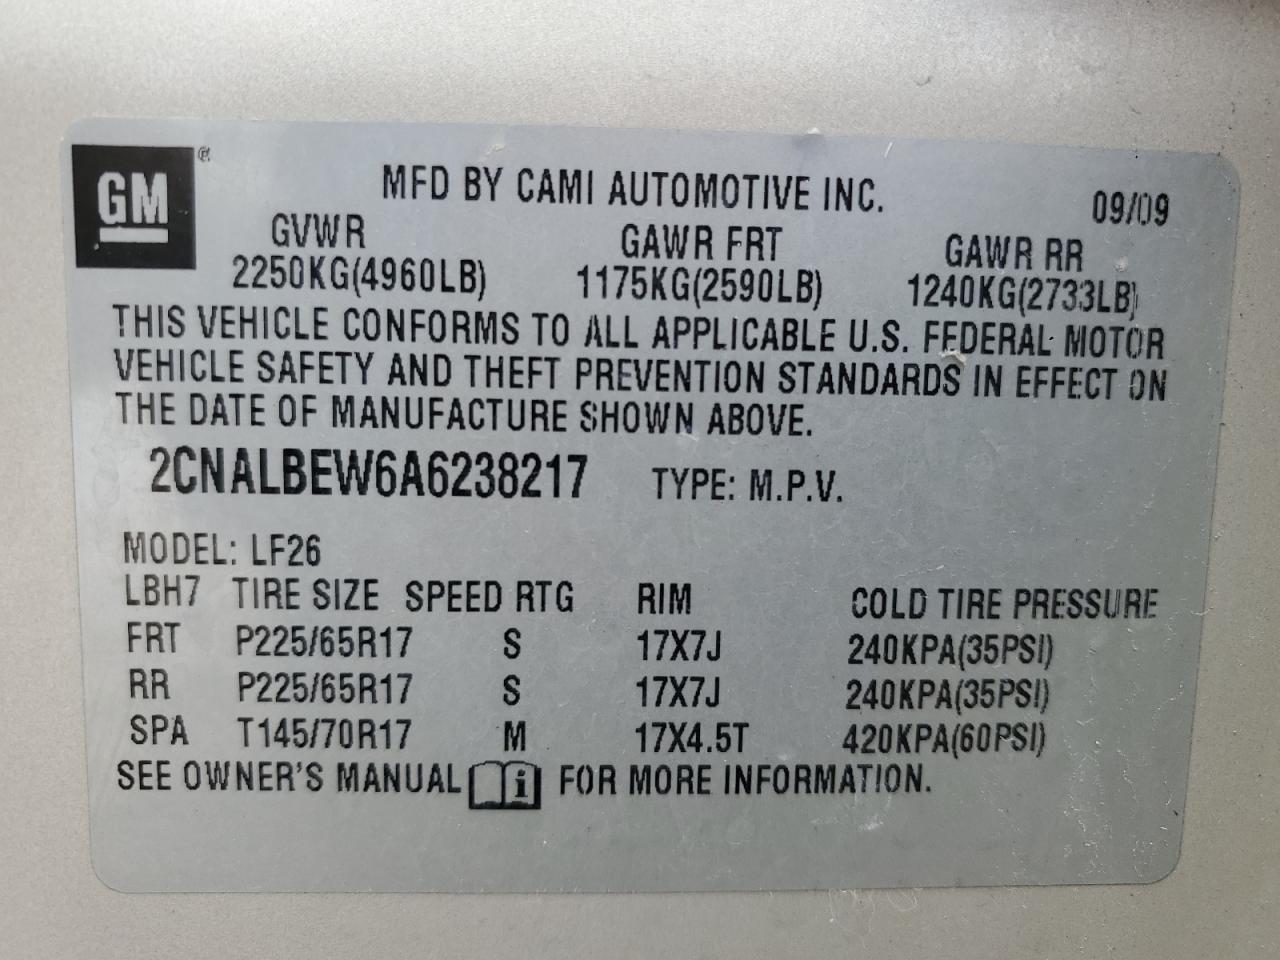 GM ®
MFD BY CAMI AUTOMOTIVE INC. 09/09
GVWR GAWR FRT GAWR RR
2250KG(4960LB) 1175KG(2590LB) 1240KG(2733LB)
THIS VEHICLE CONFORMS TO ALL APPLICABLE U.S. FEDERAL MOTOR
VEHICLE SAFETY AND THEFT PREVENTION STANDARDS IN EFFECT ON
THE DATE OF MANUFACTURE SHOWN ABOVE.
2CNALBEW6A6238217 TYPE: M.P.V.
MODEL: LF26
LBH7 TIRE SIZE SPEED RTG RIM COLD TIRE PRESSURE
FRT P225/65R17 S 17X7J 240KPA(35PSI)
RR P225/65R17 S 17X7J 240KPA(35PSI)
SPA T145/70R17 M 17X4.5T 420KPA(60PSI)
SEE OWNER'S MANUAL i FOR MORE INFORMATION.